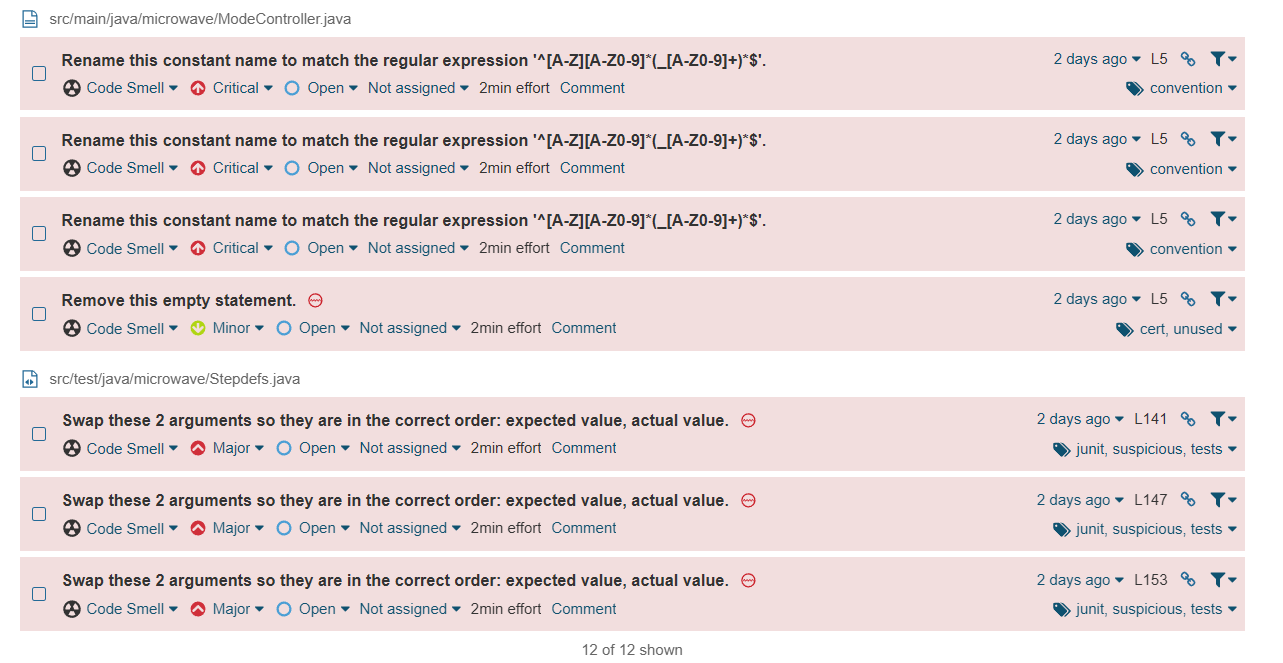 src/main/java/microwave/ModeController.java
Rename this constant name to match the regular expression '^[A-Z][A-Z0-9]*(_[A-Z0-9]+)*$'. 2 days ago L5
Code Smell Critical Open Not assigned 2min effort Comment convention
Rename this constant name to match the regular expression '^[A-Z][A-Z0-9]*(_[A-Z0-9]+)*$'. 2 days ago L5
Code Smell Critical Open Not assigned 2min effort Comment convention
Rename this constant name to match the regular expression '^[A-Z][A-Z0-9]*(_[A-Z0-9]+)*$'. 2 days ago L5
Code Smell Critical Open Not assigned 2min effort Comment convention
Remove this empty statement. 2 days ago L5
Code Smell Minor Open Not assigned 2min effort Comment cert, unused
src/test/java/microwave/Stepdefs.java
Swap these 2 arguments so they are in the correct order: expected value, actual value. 2 days ago L141
Code Smell Major Open Not assigned 2min effort Comment junit, suspicious, tests
Swap these 2 arguments so they are in the correct order: expected value, actual value. 2 days ago L147
Code Smell Major Open Not assigned 2min effort Comment junit, suspicious, tests
Swap these 2 arguments so they are in the correct order: expected value, actual value. 2 days ago L153
Code Smell Major Open Not assigned 2min effort Comment junit, suspicious, tests
12 of 12 shown